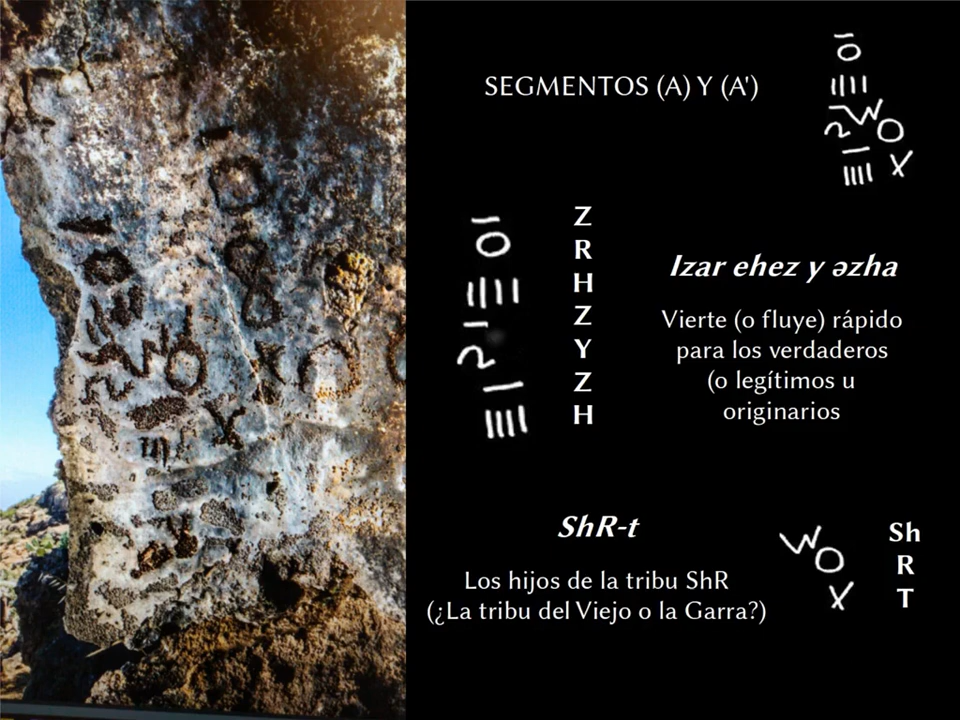 SEGMENTOS (A) Y (A')
Z
R
H
Z
Y
Z
H
Izar ehez y əzha
Vierte (o fluye) rápido
para los verdaderos
(o legítimos u
originarios
ShR-t
Los hijos de la tribu ShR
(¿La tribu del Viejo o la Garra?)
Sh
R
T